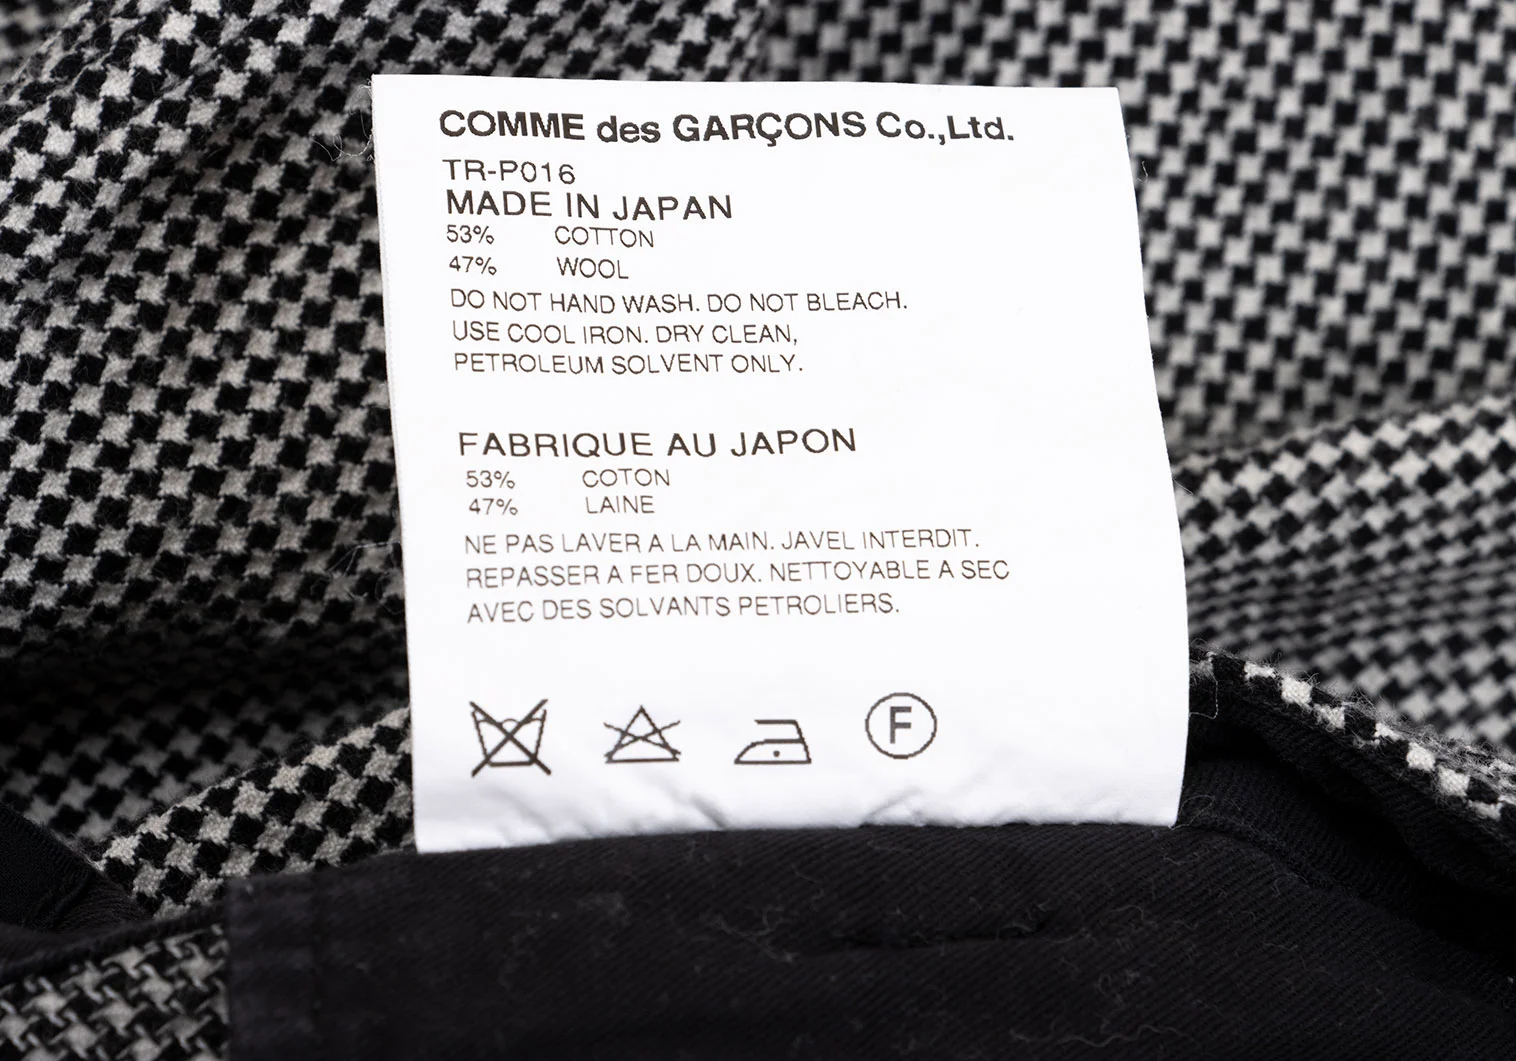 COMME des GARÇONS Co.,Ltd.
TR-P016
MADE IN JAPAN
53% COTTON
47% WOOL
DO NOT HAND WASH. DO NOT BLEACH.
USE COOL IRON. DRY CLEAN,
PETROLEUM SOLVENT ONLY.
FABRIQUE AU JAPON
53% COTON
47% LAINE
NE PAS LAVER A LA MAIN. JAVEL INTERDIT.
REPASSER A FER DOUX. NETTOYABLE A SEC
AVEC DES SOLVANTS PETROLIERS.
F